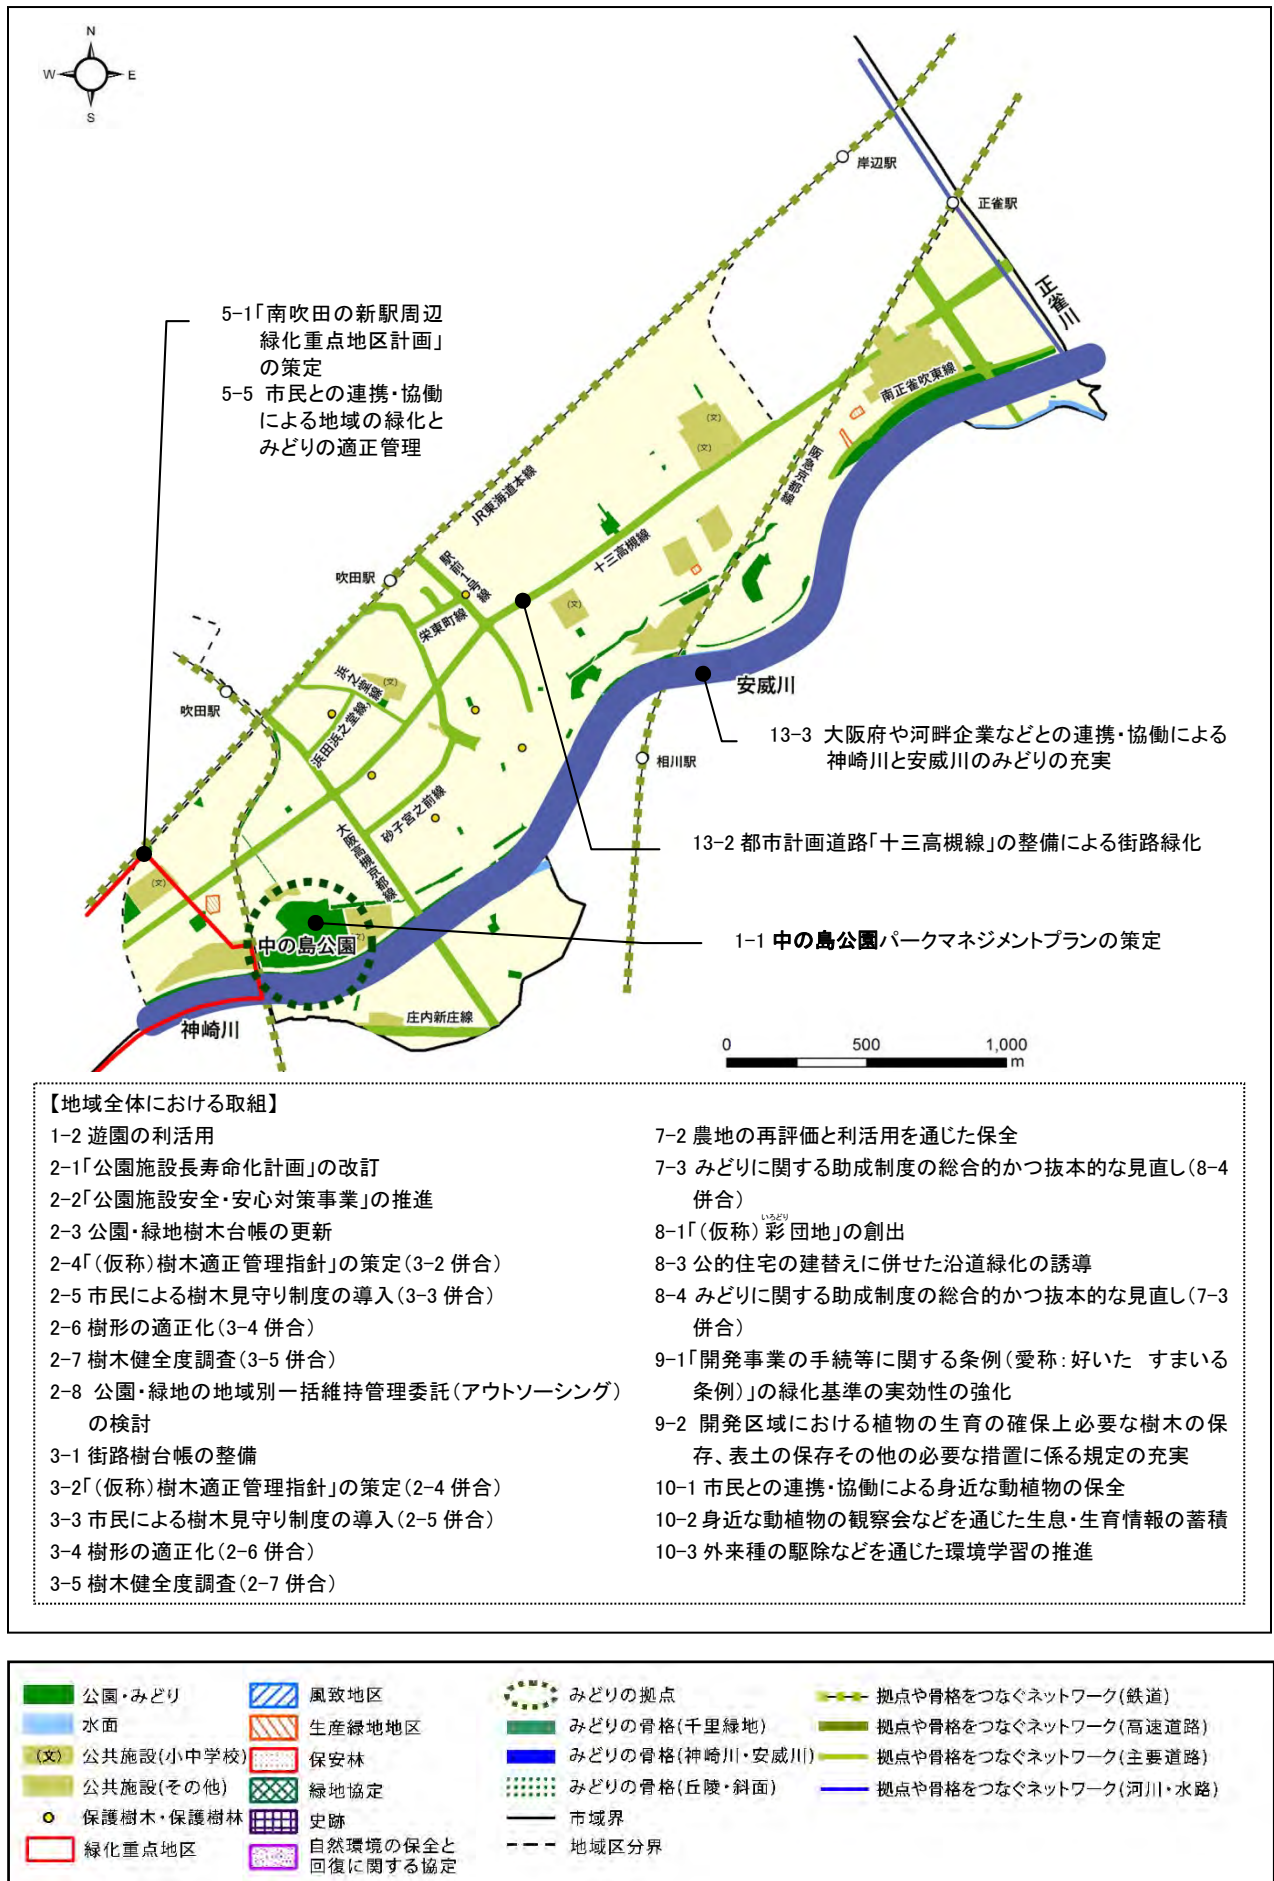 N
W
E
S
岸辺駅
正雀駅
正雀川
5-1「南吹田の新駅周辺
緑化重点地区計画」
の策定
5-5 市民との連携・協働
による地域の緑化と
みどりの適正管理
南正雀吹東線
(文)
(文)
阪急京都線
JR東海道本線
十三高槻線
駅前1号線
吹田駅
栄東町線
(文)
浜之堂線
(文)
安威川
吹田駅
浜田浜之堂線
13-3 大阪府や河畔企業などとの連携・協働による
神崎川と安威川のみどりの充実
相川駅
砂子宮之前線
大阪高槻京都線
13-2 都市計画道路「十三高槻線」の整備による街路緑化
(文)
中の島公園
1-1 中の島公園パークマネジメントプランの策定
庄内新庄線
神崎川
0 500 1,000
m
【地域全体における取組】
1-2 遊園の利活用
2-1「公園施設長寿命化計画」の改訂
2-2「公園施設安全・安心対策事業」の推進
2-3 公園・緑地樹木台帳の更新
2-4「(仮称)樹木適正管理指針」の策定(3-2 併合)
2-5 市民による樹木見守り制度の導入(3-3 併合)
2-6 樹形の適正化(3-4 併合)
2-7 樹木健全度調査(3-5 併合)
2-8 公園・緑地の地域別一括維持管理委託(アウトソーシング)
の検討
3-1 街路樹台帳の整備
3-2「(仮称)樹木適正管理指針」の策定(2-4 併合)
3-3 市民による樹木見守り制度の導入(2-5 併合)
3-4 樹形の適正化(2-6 併合)
3-5 樹木健全度調査(2-7 併合)
7-2 農地の再評価と利活用を通じた保全
7-3 みどりに関する助成制度の総合的かつ抜本的な見直し(8-4
併合)
いろどり
8-1「(仮称)彩団地」の創出
8-3 公的住宅の建替えに併せた沿道緑化の誘導
8-4 みどりに関する助成制度の総合的かつ抜本的な見直し(7-3
併合)
9-1「開発事業の手続等に関する条例(愛称:好いた すまいる
条例)」の緑化基準の実効性の強化
9-2 開発区域における植物の生育の確保上必要な樹木の保
存、表土の保存その他の必要な措置に係る規定の充実
10-1 市民との連携・協働による身近な動植物の保全
10-2 身近な動植物の観察会などを通じた生息・生育情報の蓄積
10-3 外来種の駆除などを通じた環境学習の推進
公園・みどり
水面
(文) 公共施設(小中学校)
公共施設(その他)
保護樹木・保護樹林
緑化重点地区
風致地区
生産緑地地区
保安林
緑地協定
史跡
自然環境の保全と
回復に関する協定
みどりの拠点
みどりの骨格(千里緑地)
みどりの骨格(神崎川・安威川)
みどりの骨格(丘陵・斜面)
市域界
地域区分界
拠点や骨格をつなぐネットワーク(鉄道)
拠点や骨格をつなぐネットワーク(高速道路)
拠点や骨格をつなぐネットワーク(主要道路)
拠点や骨格をつなぐネットワーク(河川・水路)